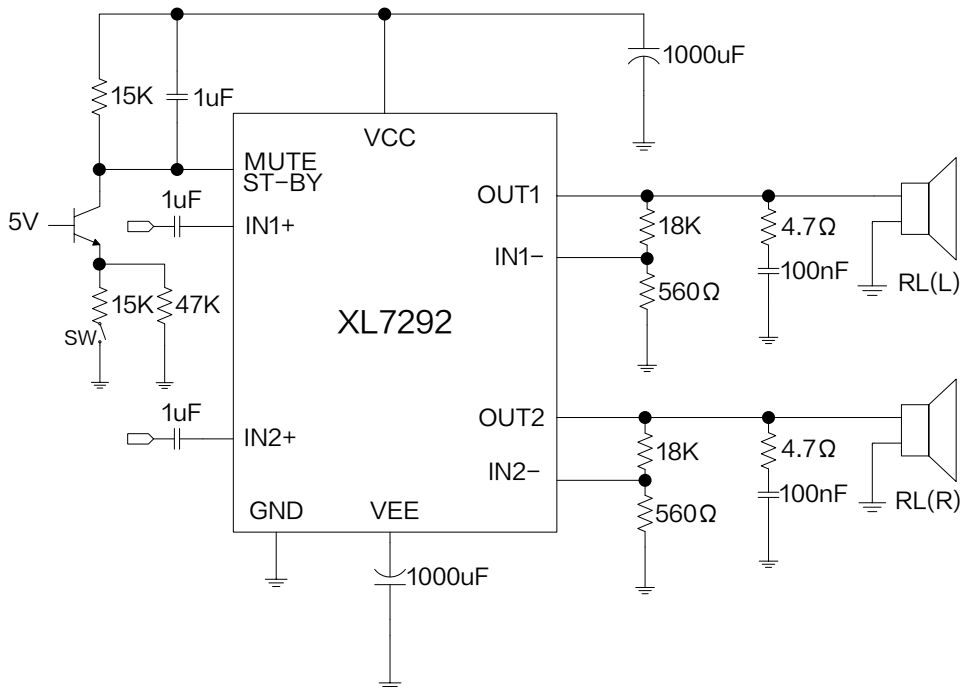 1000uF
15K
1uF
VCC
MUTE
ST-BY
1uF
OUT1
5V
IN1+
18K
4.7Ω
IN1-
100nF
RL(L)
15K
47K
560Ω
SW
XL7292
1uF
OUT2
IN2+
18K
4.7Ω
IN2-
100nF
RL(R)
GND
VEE
560Ω
1000uF